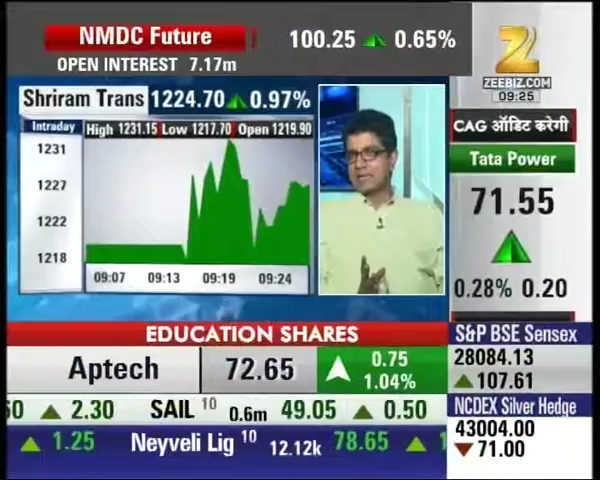 NMDC Future 100.25 0.65%
OPEN INTEREST 7.17m
ZEEBIZ.COM
09:25
Shriram Trans 1224.70 0.97%
Intraday High 1231.15 Low 1217.70 Open 1219.90
1231
1227
1222
1218
09:07 09:13 09:19 09:24
CAG ऑडिट करेगी
Tata Power
71.55
0.28% 0.20
EDUCATION SHARES
Aptech 72.65 0.75
1.04%
S&P BSE Sensex
28084.13
107.61
2.30 SAIL 10 0.6m 49.05 0.50
NCDEX Silver Hedge
43004.00
71.00
1.25 Neyveli Lig 10 12.12k 78.65